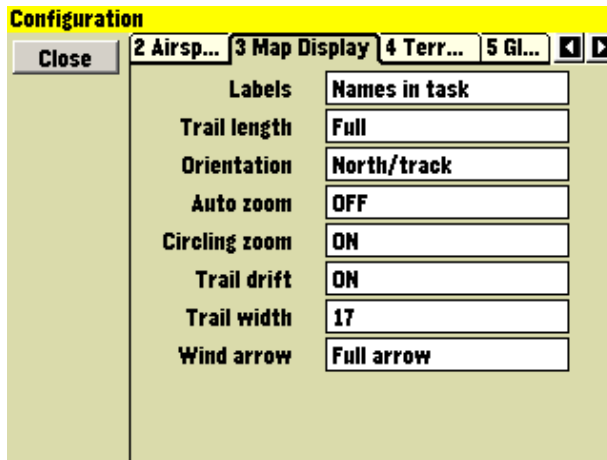 Configuration
Close
2 Airsp... 3 Map Display 4 Terr... 5 Gl...
Labels Names in task
Trail length Full
Orientation North/track
Auto zoom OFF
Circling zoom ON
Trail drift ON
Trail width 17
Wind arrow Full arrow